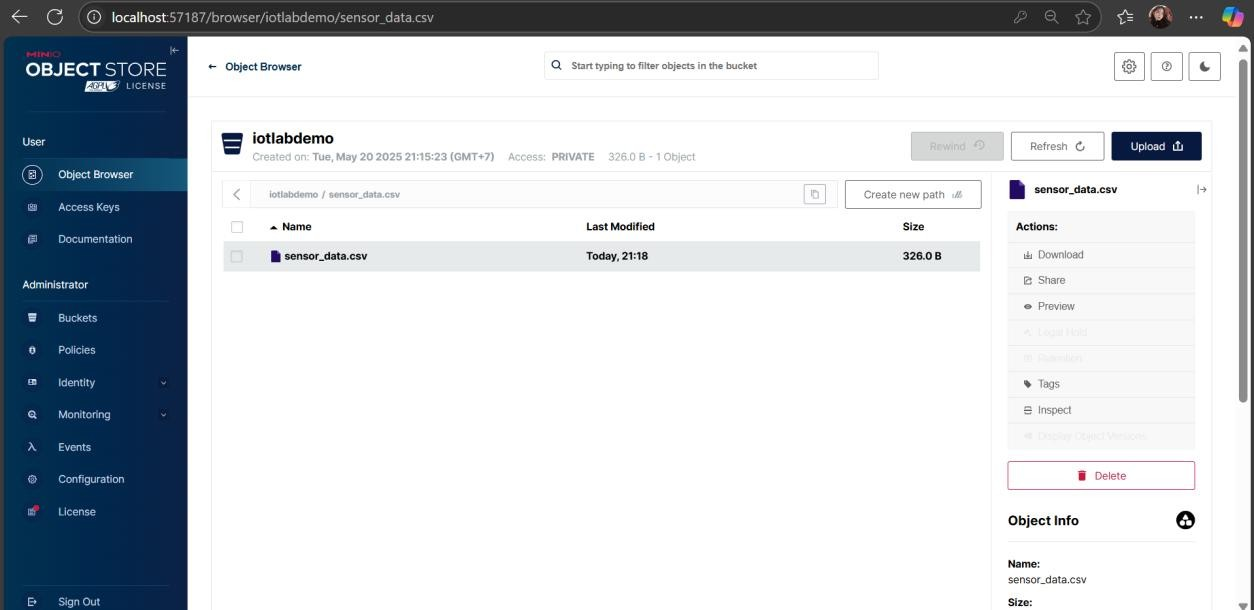 localhost:57187/browser/iotlabdemo/sensor_data.csv
MINIO
OBJECT STORE
AGPLV3 LICENSE
User
Object Browser
Access Keys
Documentation
Administrator
Buckets
Policies
Identity
Monitoring
Events
Configuration
License
Sign Out
← Object Browser
Start typing to filter objects in the bucket
iotlabdemo
Created on: Tue, May 20 2025 21:15:23 (GMT+7) Access: PRIVATE 326.0 B - 1 Object
Rewind
Refresh
Upload
iotlabdemo / sensor_data.csv
Create new path
Name Last Modified Size
sensor_data.csv Today, 21:18 326.0 B
sensor_data.csv
Actions:
Download
Share
Preview
Legal Hold
Retention
Tags
Inspect
Display Object Versions
Delete
Object Info
Name:
sensor_data.csv
Size: